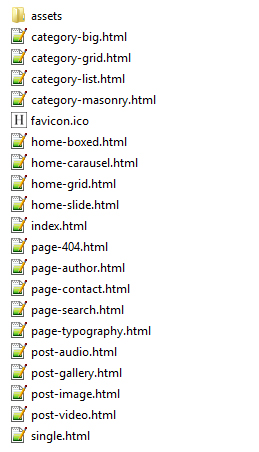 assets
category-big.html
category-grid.html
category-list.html
category-masonry.html
H favicon.ico
home-boxed.html
home-carausel.html
home-grid.html
home-slide.html
index.html
page-404.html
page-author.html
page-contact.html
page-search.html
page-typography.html
post-audio.html
post-gallery.html
post-image.html
post-video.html
single.html